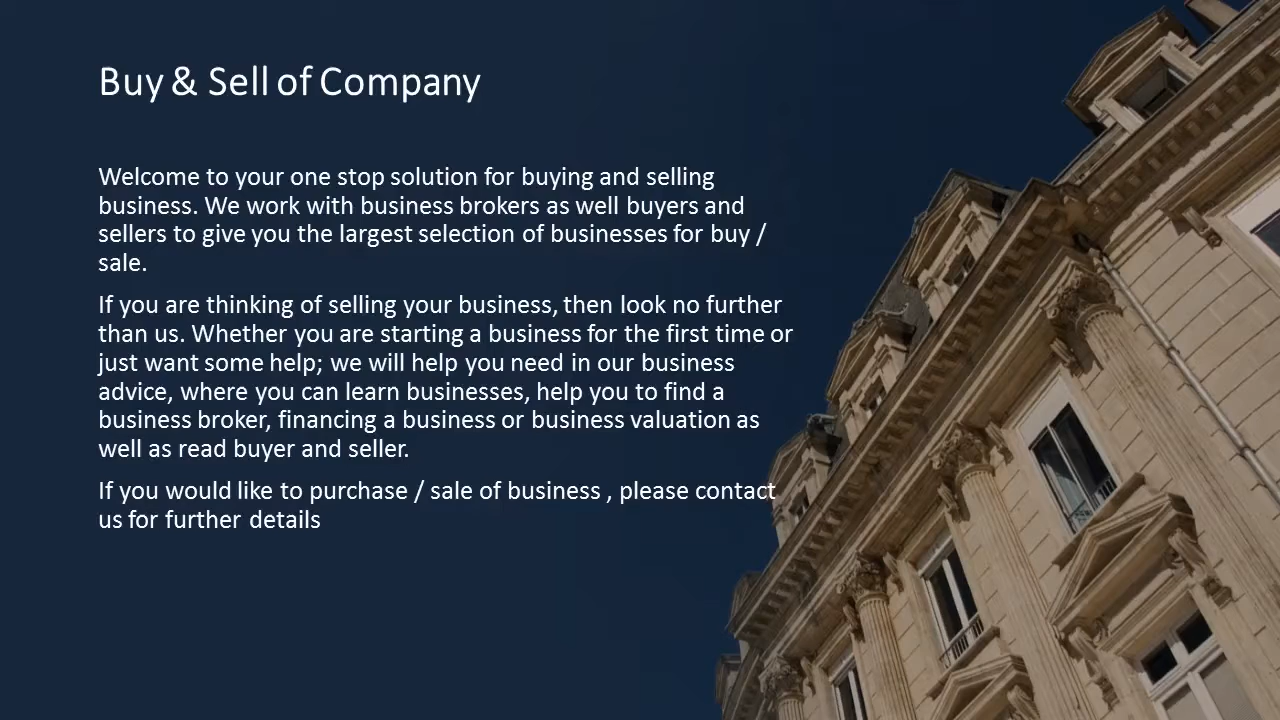 Buy & Sell of Company
Welcome to your one stop solution for buying and selling
business. We work with business brokers as well buyers and
sellers to give you the largest selection of businesses for buy /
sale.
If you are thinking of selling your business, then look no further
than us. Whether you are starting a business for the first time or
just want some help; we will help you need in our business
advice, where you can learn businesses, help you to find a
business broker, financing a business or business valuation as
well as read buyer and seller.
If you would like to purchase / sale of business , please contact
us for further details